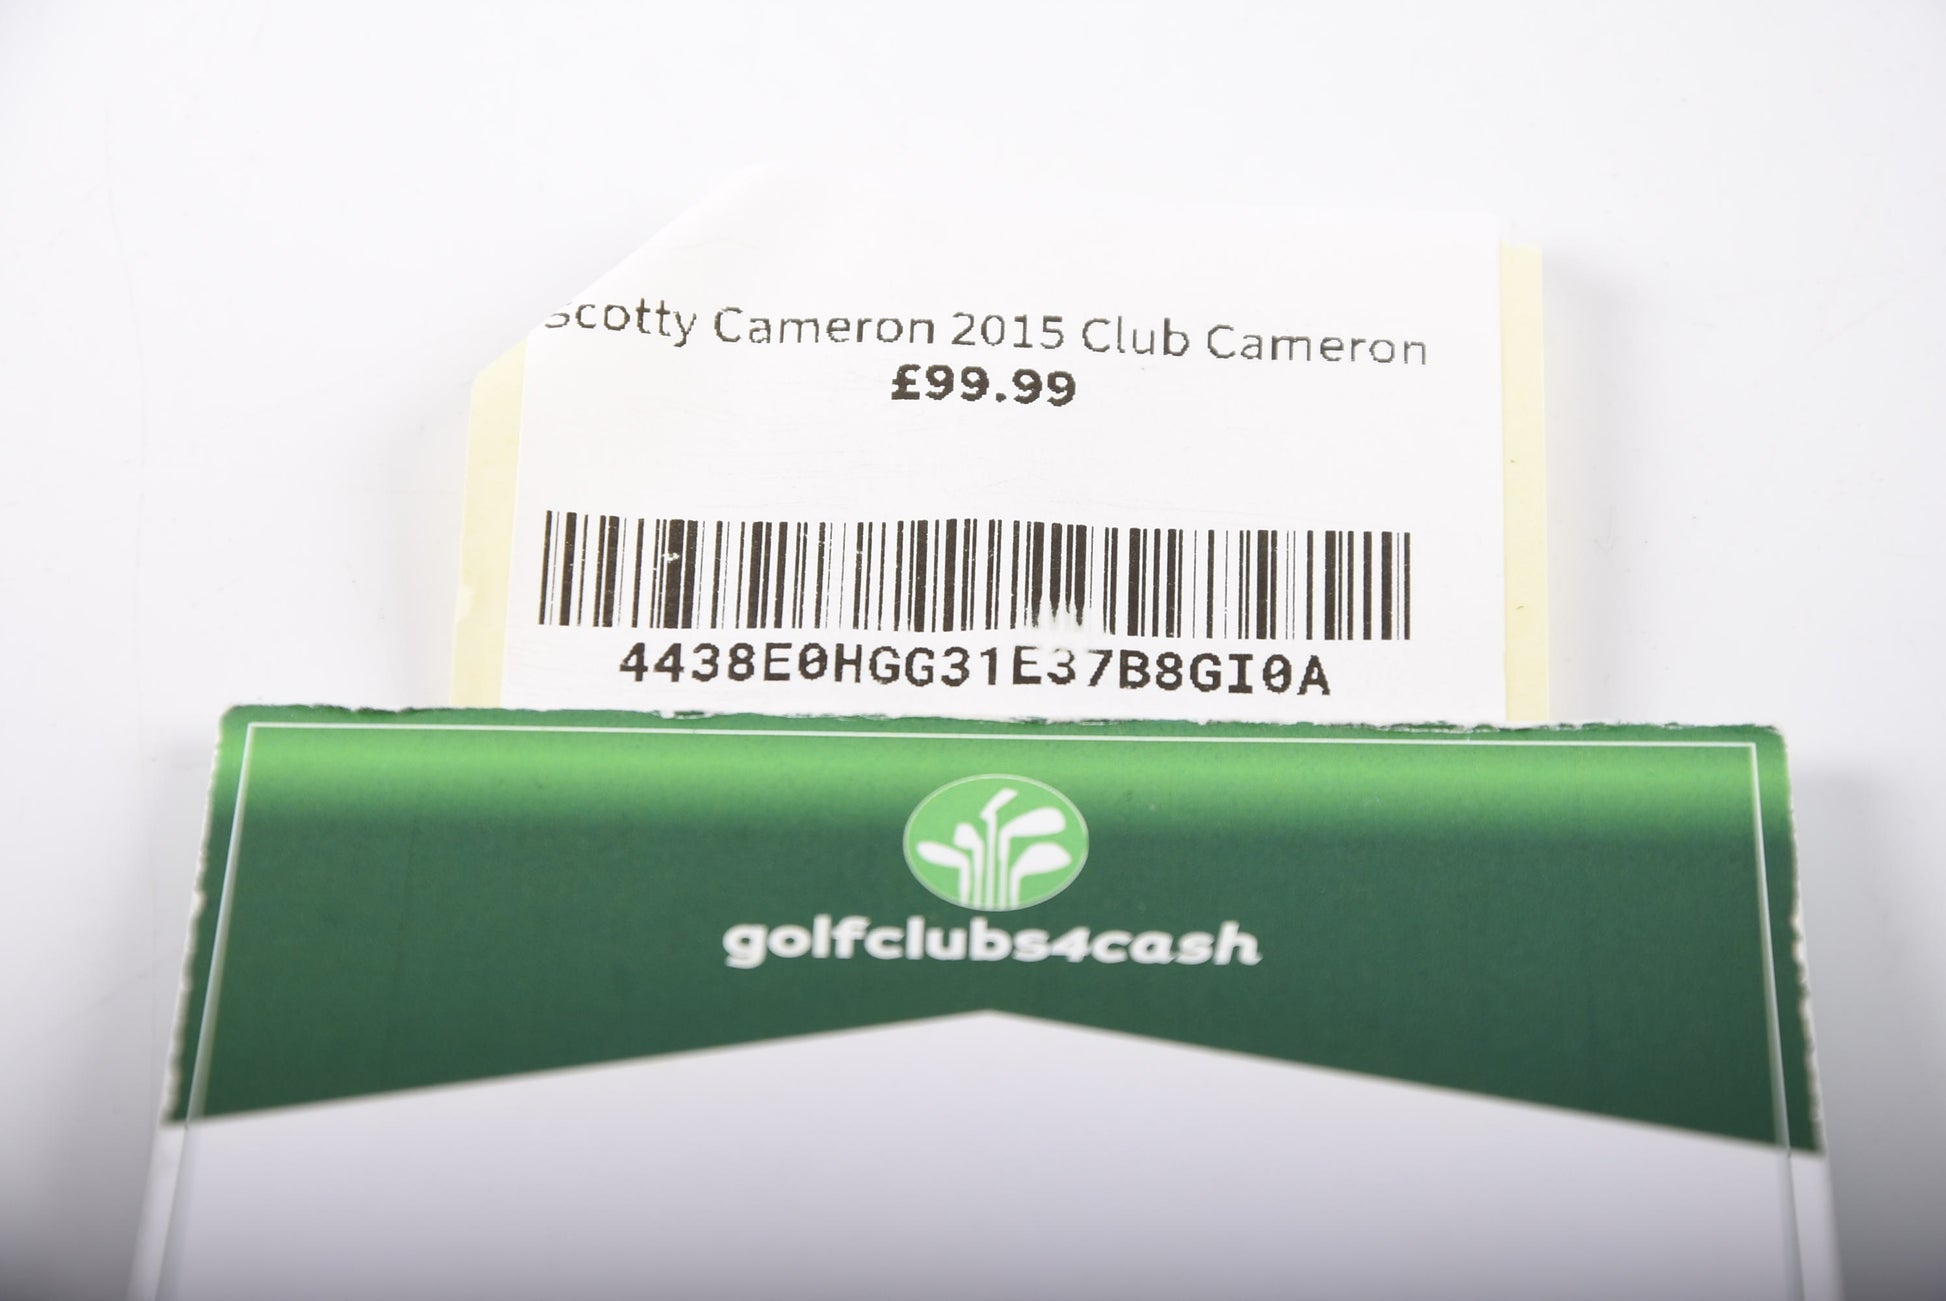 Scotty Cameron 2015 Club Cameron
£99.99
4438E0HGG31E37B8GI0A
golfclubs4cash